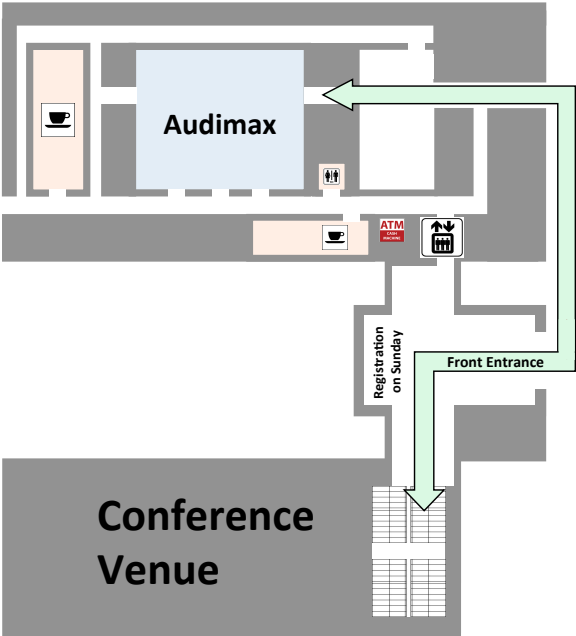 Audimax
ATM
CASH
MACHINE
Registration
on Sunday
Front Entrance
Conference
Venue